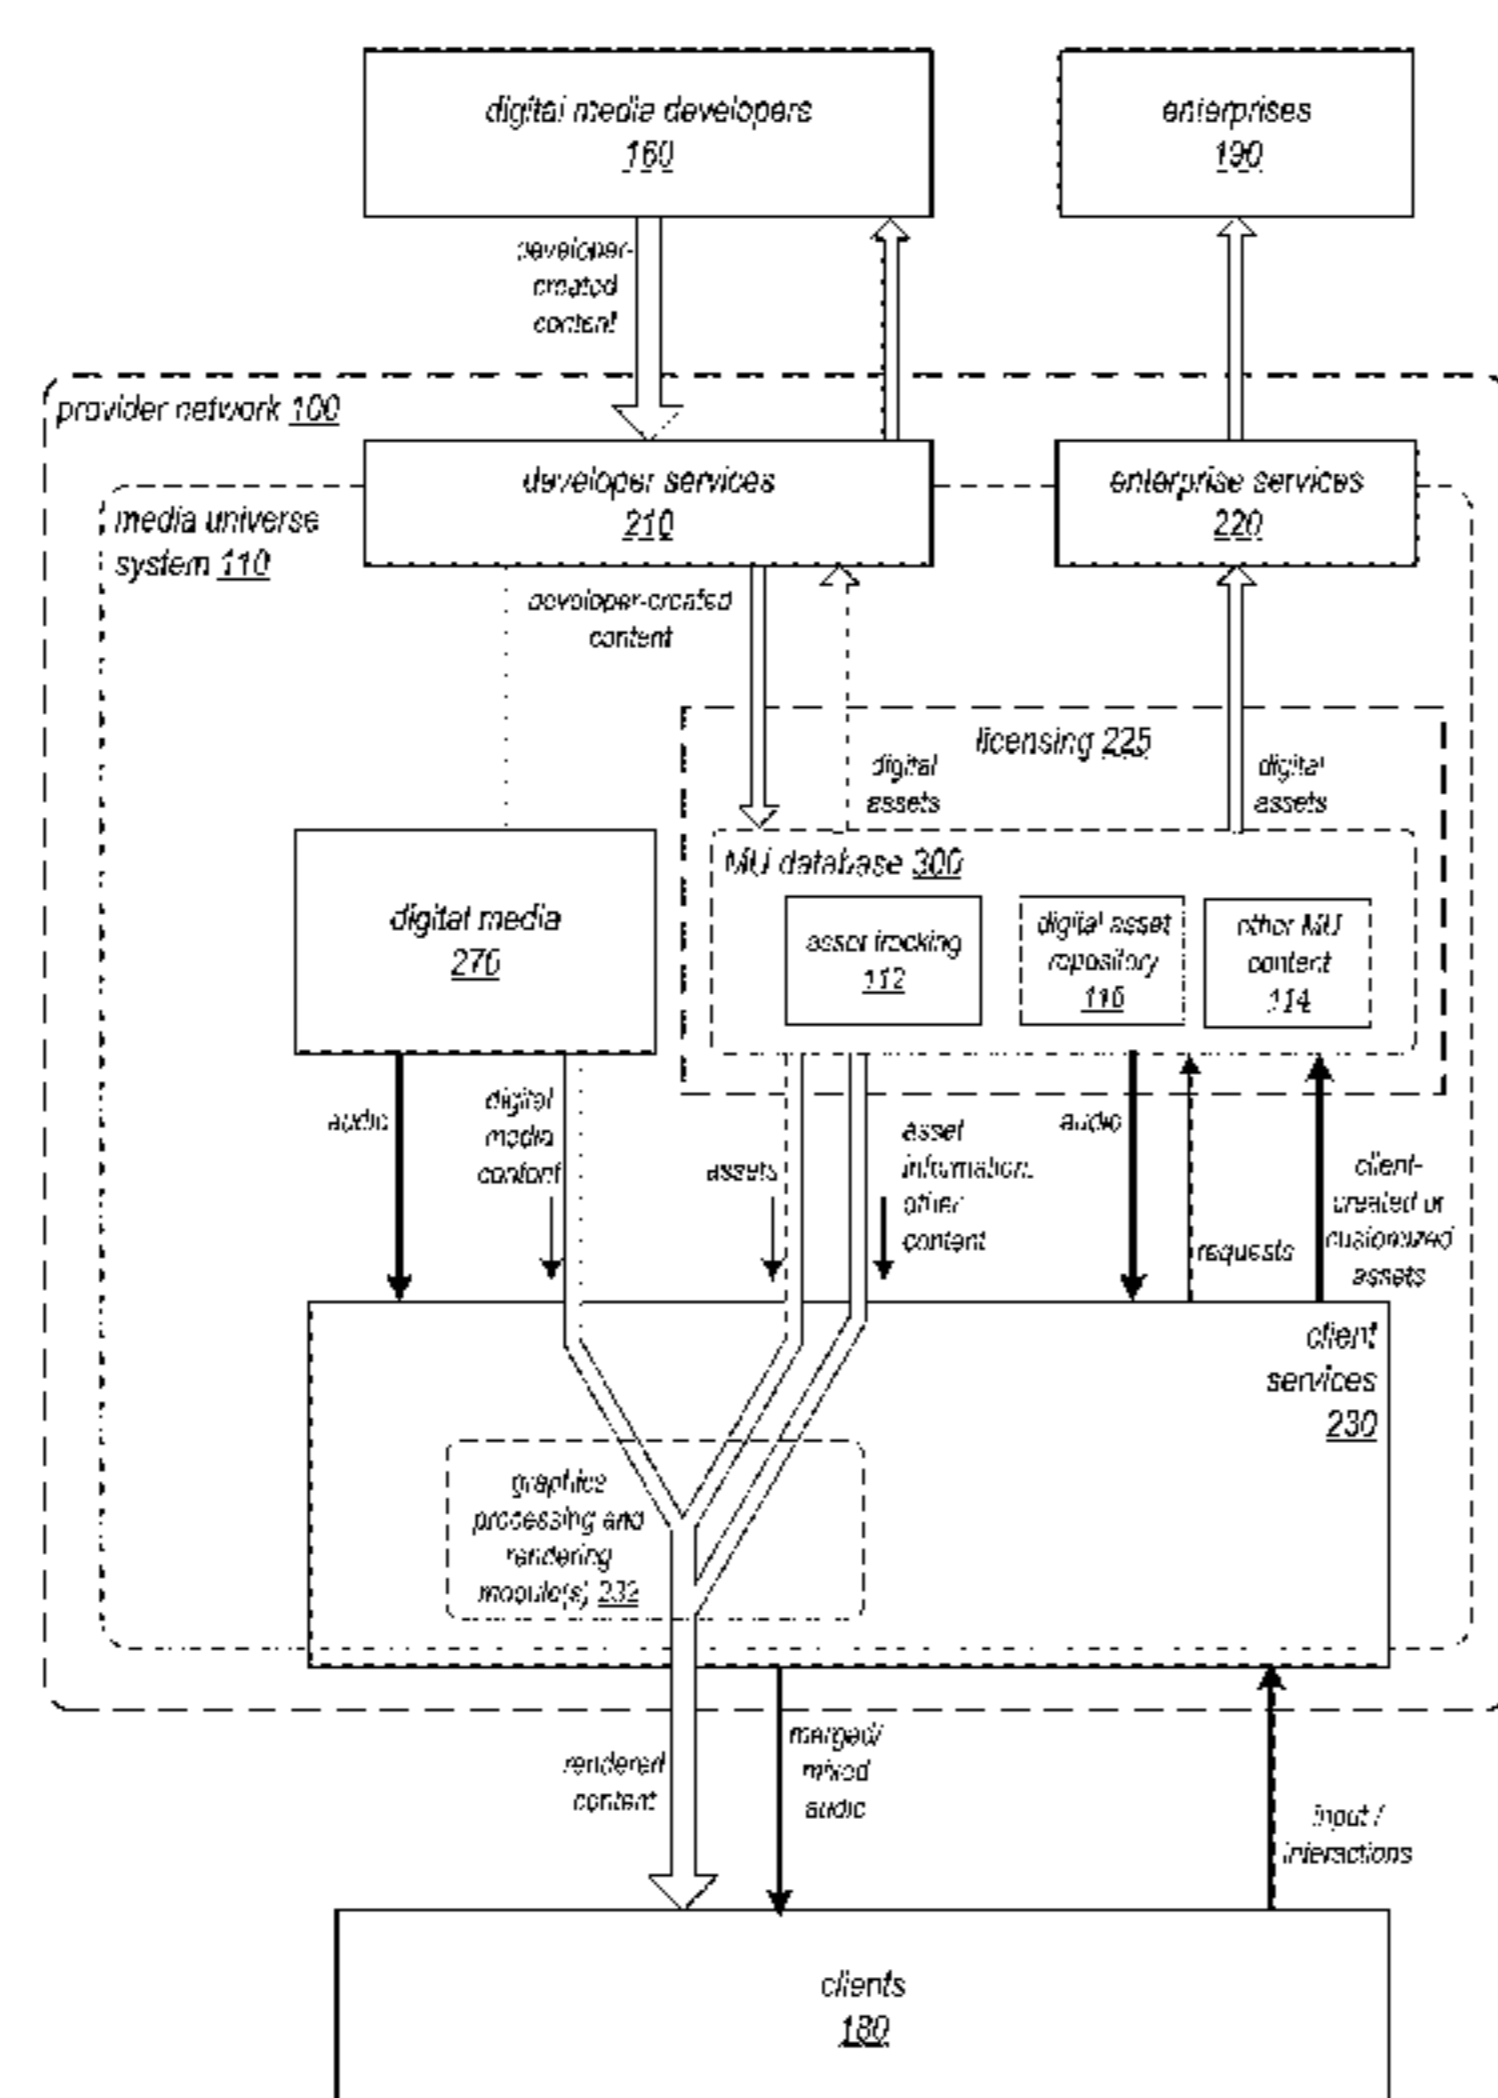 digital media developers
160
enterprises
190
developer-
created
content
provider network 100
developer services
210
enterprise services
220
media universe
system 110
developer-created
content
licensing 225
digital
assets
digital
assets
MU database 300
digital media
270
asset tracking
112
digital asset
repository
116
other MU
content
114
audio
digital
media
content
assets
asset
information,
other
content
audio
requests
client-
created or
customized
assets
client
services
230
graphics
processing and
rendering
module(s) 232
rendered
content
merged/
mixed
audio
input /
interactions
clients
180